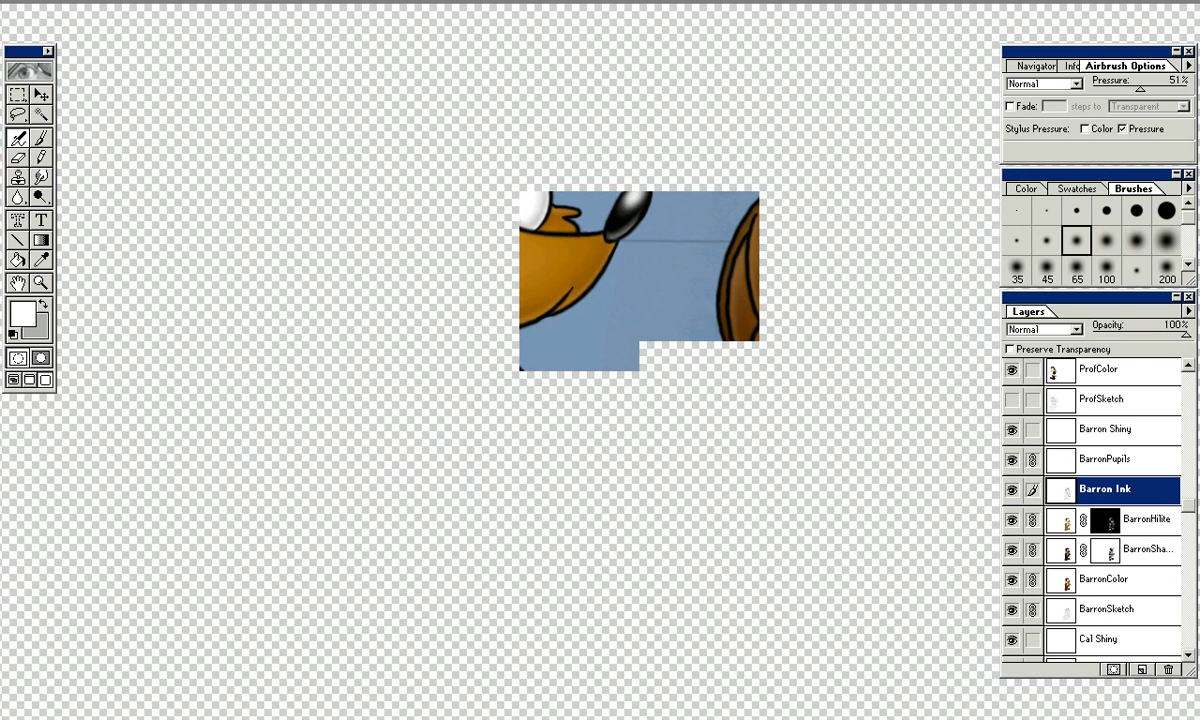 Navigator Info Airbrush Options
Normal Pressure: 51%
Fade: steps to Transparent
Stylus Pressure: Color Pressure
Color Swatches Brushes
35 45 65 100 200
Layers
Normal Opacity: 100%
Preserve Transparency
ProfColor
ProfSketch
Barron Shiny
BarronPupils
Barron Ink
BarronHilite
BarronSha...
BarronColor
BarronSketch
Cal Shiny
T T